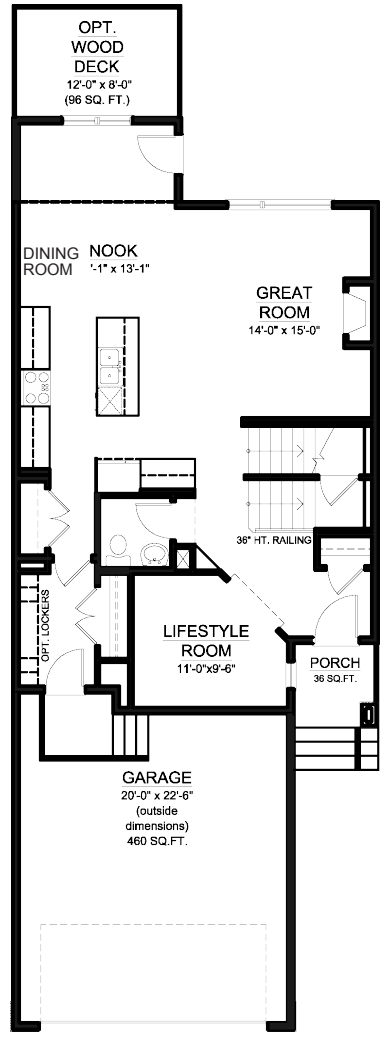 OPT.
WOOD
DECK
12'-0" x 8'-0"
(96 SQ. FT.)
DINING
ROOM
NOOK
'-1" x 13'-1"
GREAT
ROOM
14'-0" x 15'-0"
36" HT. RAILING
OPT. LOCKERS
LIFESTYLE
ROOM
11'-0"x9'-6"
PORCH
36 SQ.FT.
GARAGE
20'-0" x 22'-6"
(outside
dimensions)
460 SQ.FT.